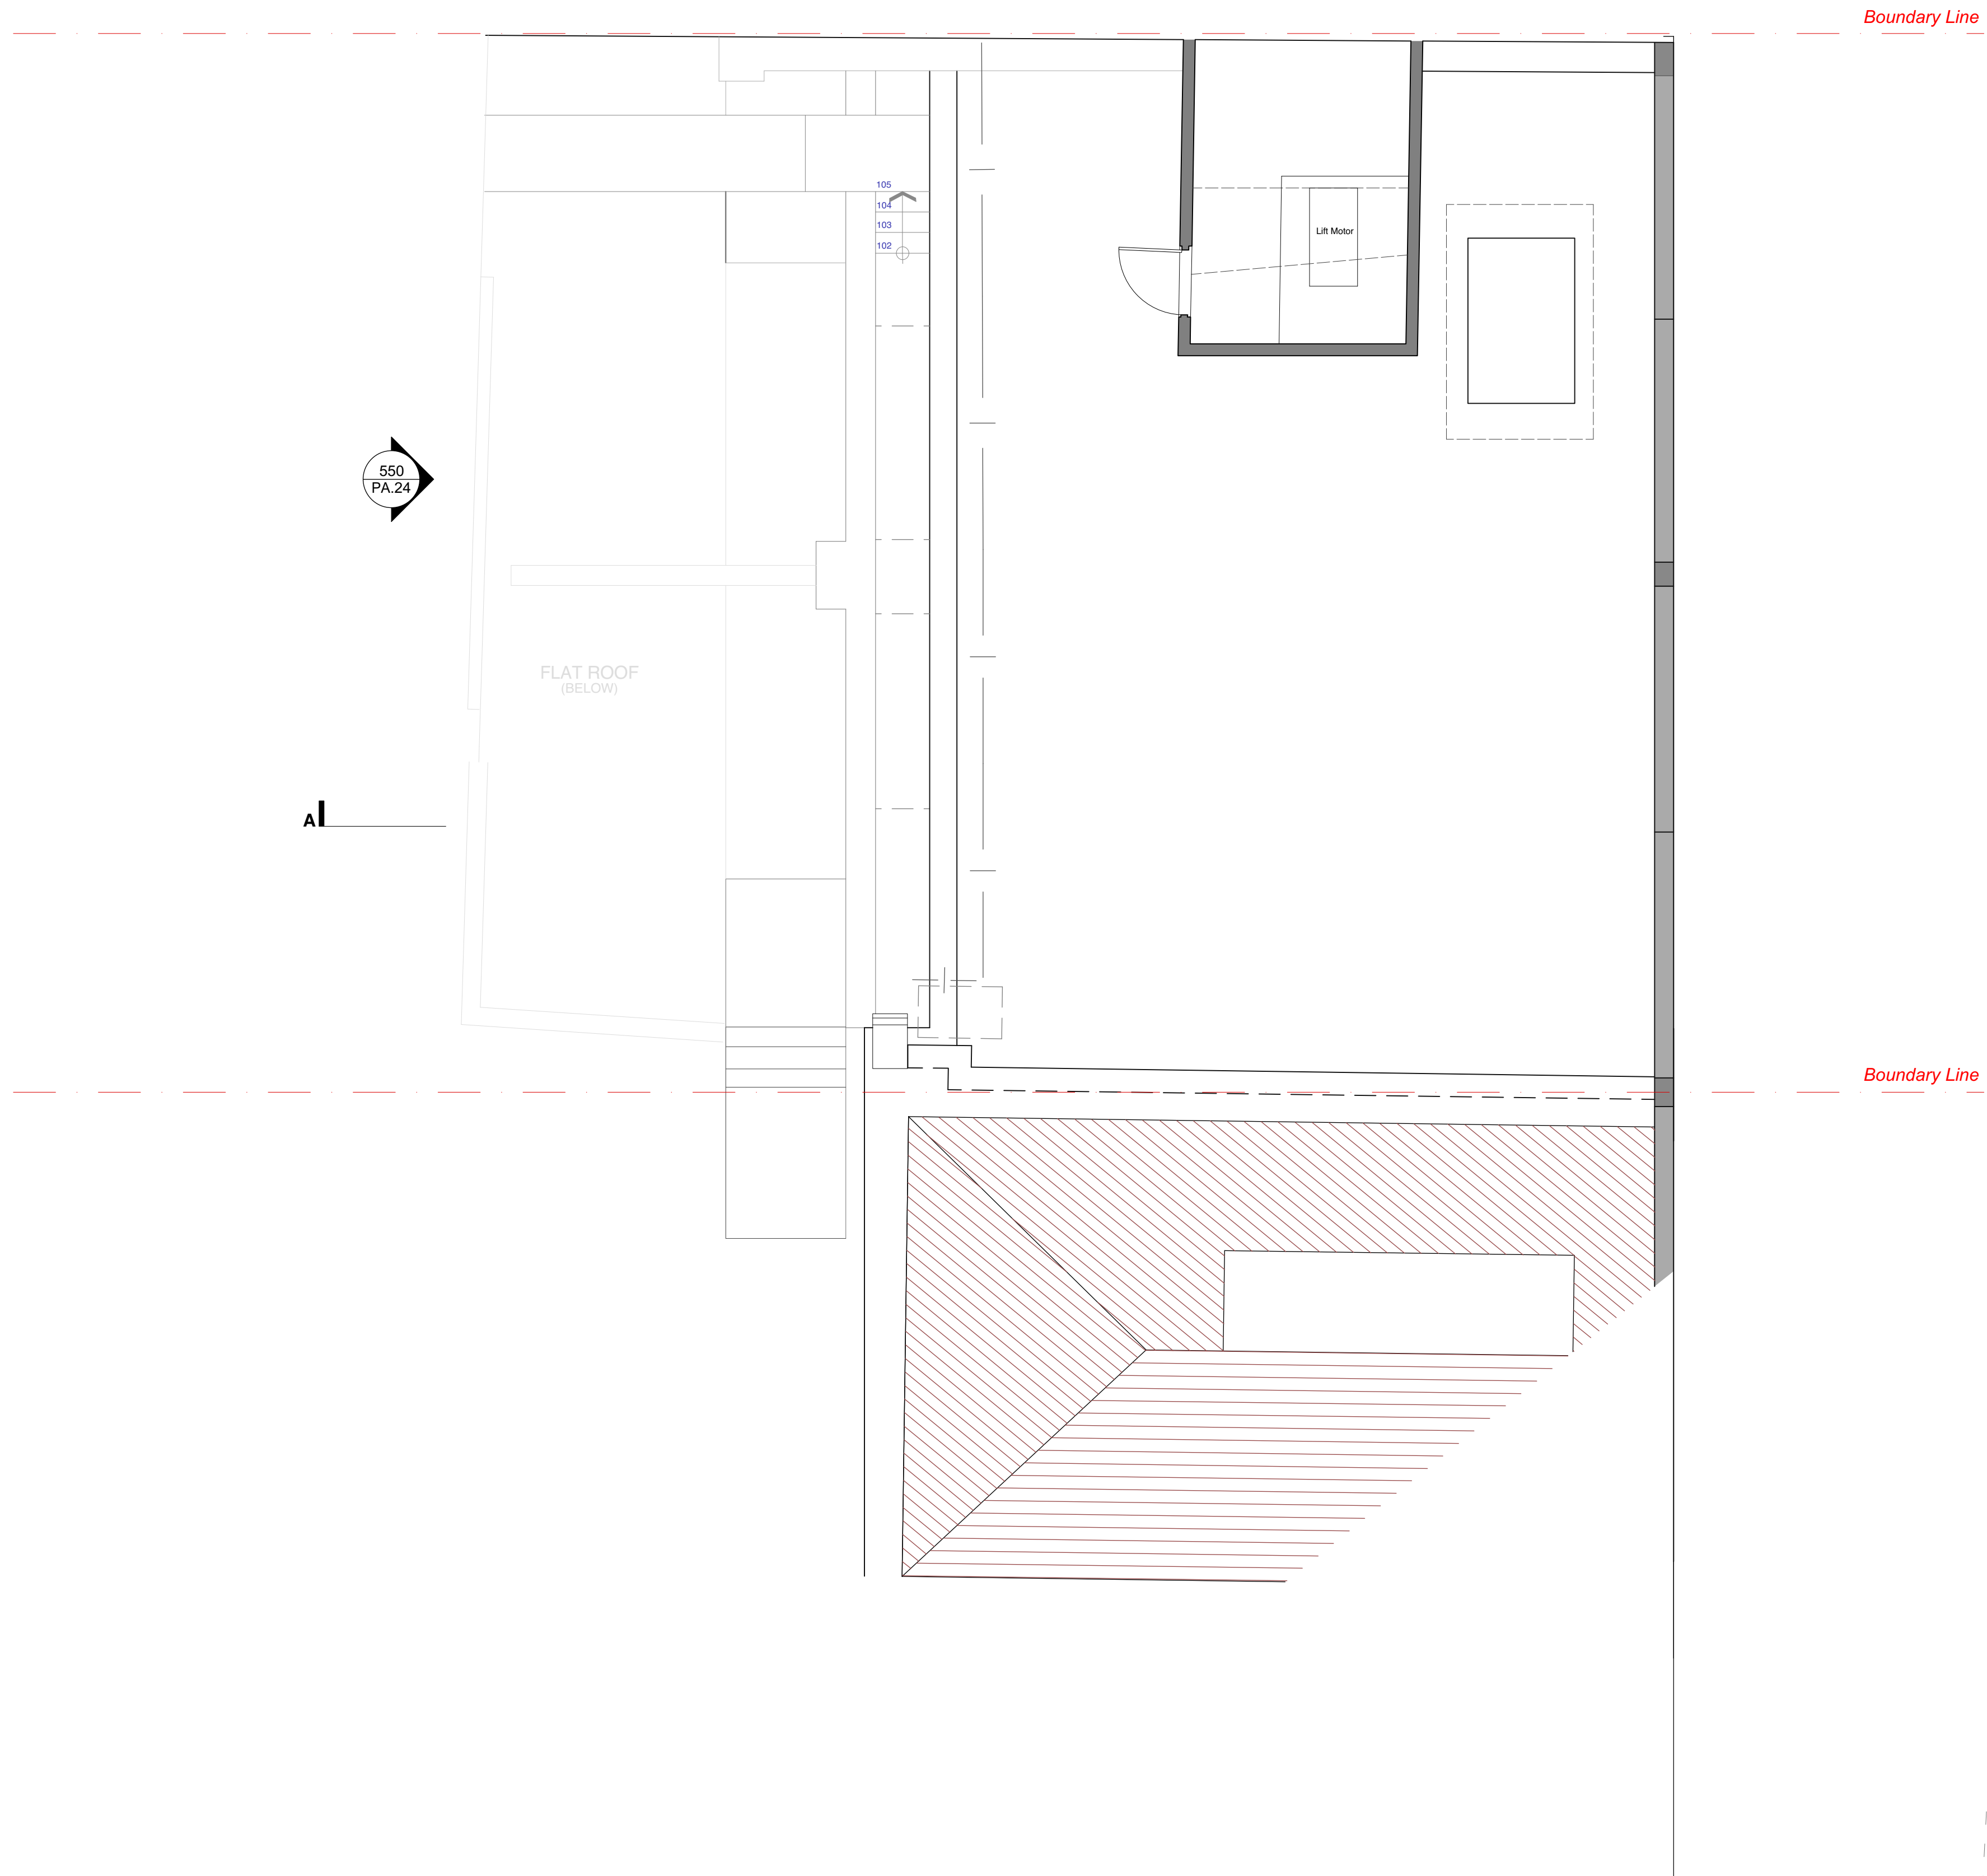 Boundary Line
105
104
103
102
Lift Motor
550
PA.24
FLAT ROOF
(BELOW)
A
Boundary Line